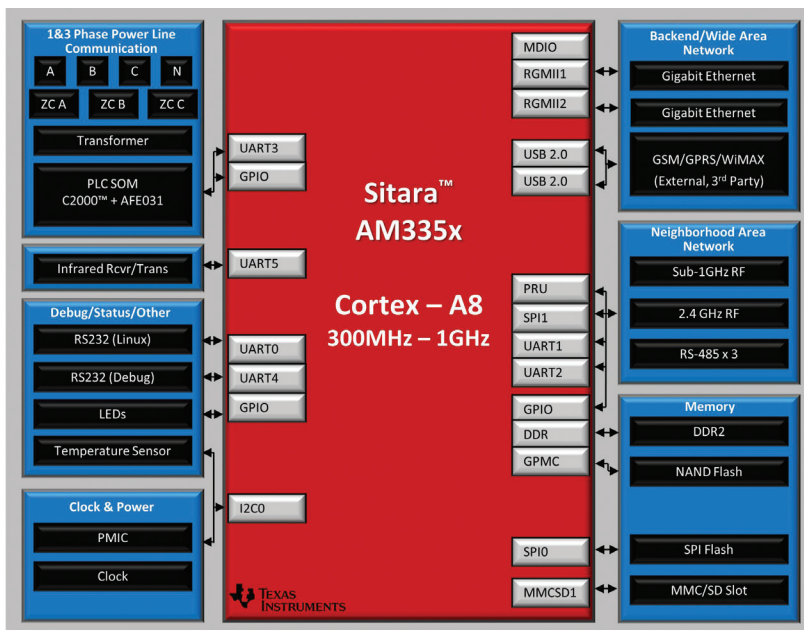 1&3 Phase Power Line
Communication
A
B
C
N
ZC A
ZC B
ZC C
Transformer
PLC SOM
C2000™ + AFE031
Infrared Rcvr/Trans
Debug/Status/Other
RS232 (Linux)
RS232 (Debug)
LEDs
Temperature Sensor
Clock & Power
PMIC
Clock
UART3
GPIO
UART5
UART0
UART4
GPIO
I2C0
Sitara™
AM335x
Cortex – A8
300MHz – 1GHz
TEXAS
INSTRUMENTS
MDIO
RGMII1
RGMII2
USB 2.0
USB 2.0
PRU
SPI1
UART1
UART2
GPIO
DDR
GPMC
SPI0
MMCSD1
Backend/Wide Area
Network
Gigabit Ethernet
Gigabit Ethernet
GSM/GPRS/WiMAX
(External, 3rd Party)
Neighborhood Area
Network
Sub-1GHz RF
2.4 GHz RF
RS-485 x 3
Memory
DDR2
NAND Flash
SPI Flash
MMC/SD Slot